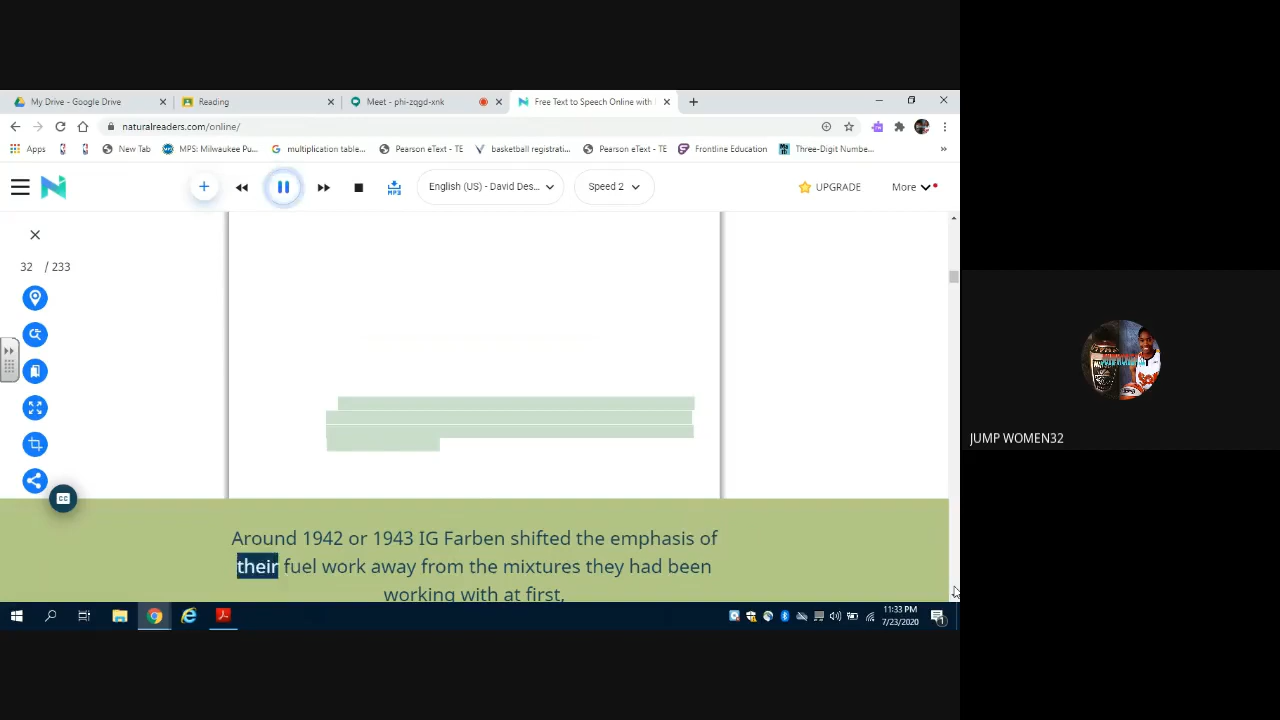 My Drive - Google Drive
Reading
Meet - phi-zqgd-xnk
Free Text to Speech Online with
naturalreaders.com/online/
Apps
New Tab
MPS: Milwaukee Pu...
multiplication table...
Pearson eText - TE
basketball registrati...
Pearson eText - TE
Frontline Education
Three-Digit Numbe...
»
MP3
English (US) - David Des...
Speed 2
UPGRADE
More
32 / 233
CC
Around 1942 or 1943 IG Farben shifted the emphasis of
their fuel work away from the mixtures they had been
working with at first,
JUMP WOMEN32
11:33 PM
7/23/2020